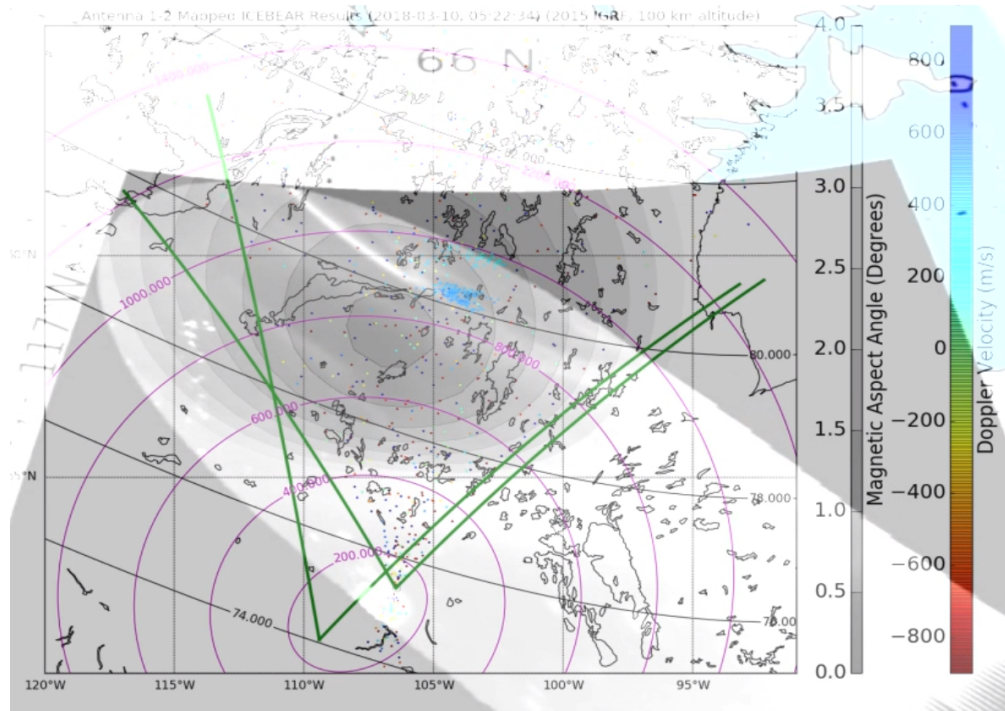 Antenna 1-2 Mapped ICEBEAR Results (2018-03-10, 05:22:34) (2015 IGRF, 100 km altitude)
66 N
1400.000
1000.000
800.000
600.000
400.000
200.000
80.000
78.000
76.00
74.000
117 W
120°W
115°W
110°W
105°W
100°W
95°W
4.0
3.5
3.0
2.5
2.0
1.5
1.0
0.5
0.0
Magnetic Aspect Angle (Degrees)
800
600
400
200
0
−200
−400
−600
−800
Doppler Velocity (m/s)